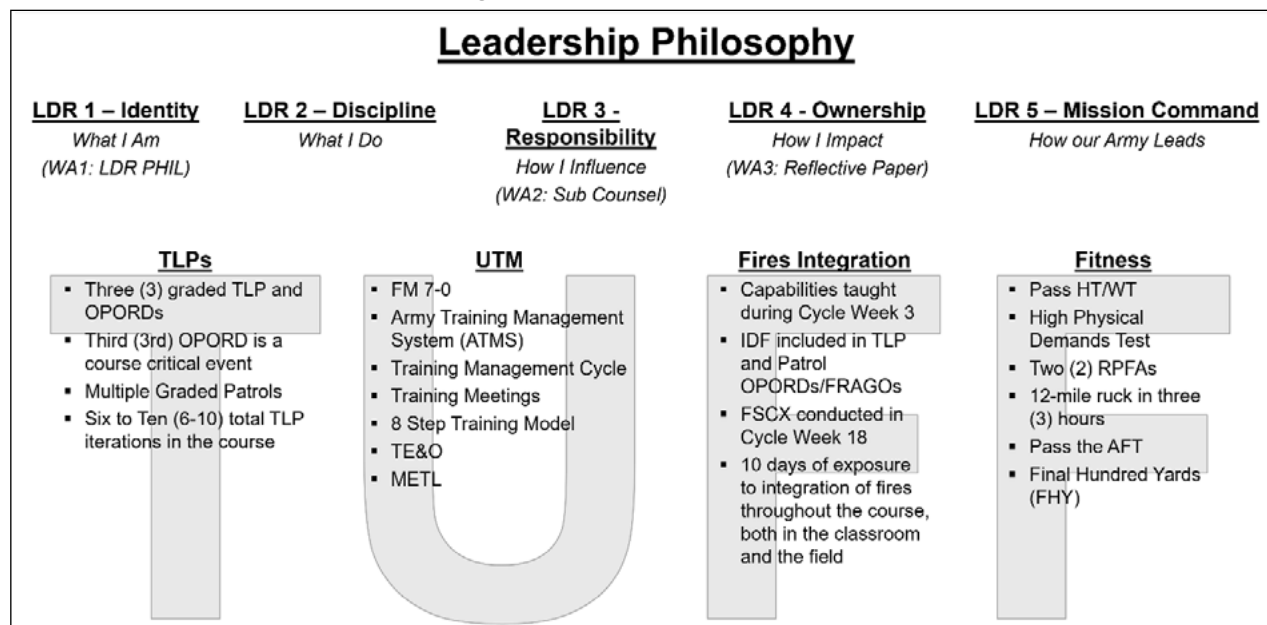 Leadership Philosophy
LDR 1 – Identity
What I Am
(WA1: LDR PHIL)
LDR 2 – Discipline
What I Do
LDR 3 -
Responsibility
How I Influence
(WA2: Sub Counsel)
LDR 4 - Ownership
How I Impact
(WA3: Reflective Paper)
LDR 5 – Mission Command
How our Army Leads
TLPs
▪ Three (3) graded TLP and
OPORDs
▪ Third (3rd) OPORD is a
course critical event
▪ Multiple Graded Patrols
▪ Six to Ten (6-10) total TLP
iterations in the course
UTM
▪ FM 7-0
▪ Army Training Management
System (ATMS)
▪ Training Management Cycle
▪ Training Meetings
▪ 8 Step Training Model
▪ TE&O
▪ METL
Fires Integration
▪ Capabilities taught
during Cycle Week 3
▪ IDF included in TLP
and Patrol
OPORDs/FRAGOs
▪ FSCX conducted in
Cycle Week 18
▪ 10 days of exposure
to integration of fires
throughout the course,
both in the classroom
and the field
Fitness
▪ Pass HT/WT
▪ High Physical
Demands Test
▪ Two (2) RPFAs
▪ 12-mile ruck in three
(3) hours
▪ Pass the AFT
▪ Final Hundred Yards
(FHY)
T U F F